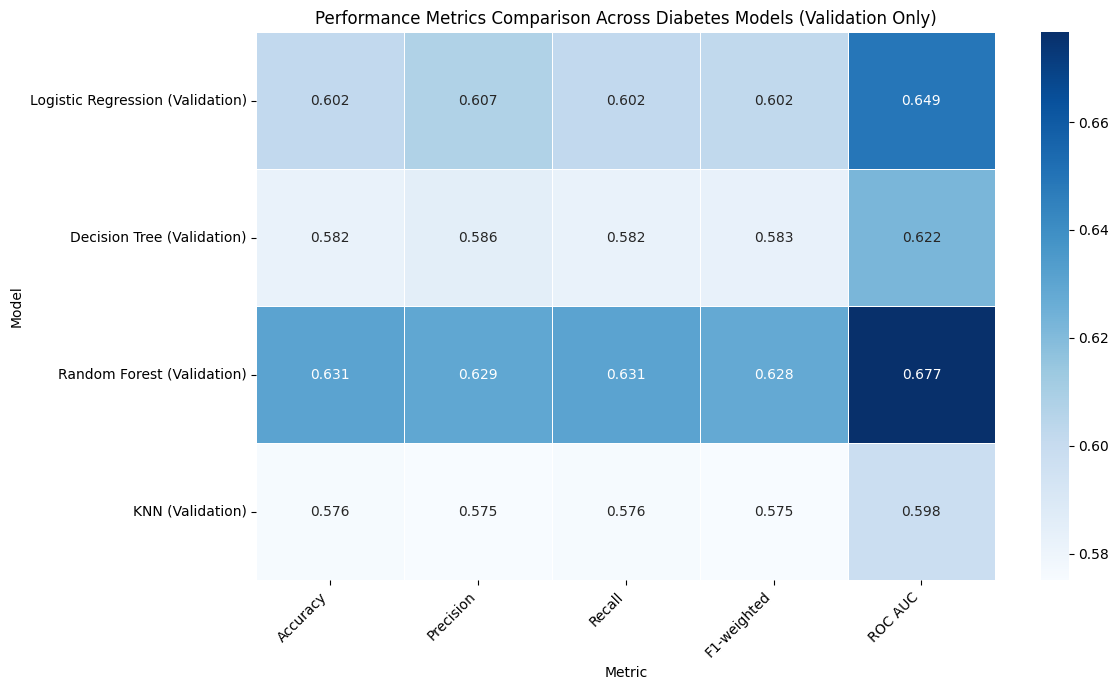 Performance Metrics Comparison Across Diabetes Models (Validation Only)
Model
Logistic Regression (Validation) 0.602 0.607 0.602 0.602 0.649
Decision Tree (Validation) 0.582 0.586 0.582 0.583 0.622
Random Forest (Validation) 0.631 0.629 0.631 0.628 0.677
KNN (Validation) 0.576 0.575 0.576 0.575 0.598
Accuracy Precision Recall F1-weighted ROC AUC
Metric
0.66
0.64
0.62
0.60
0.58